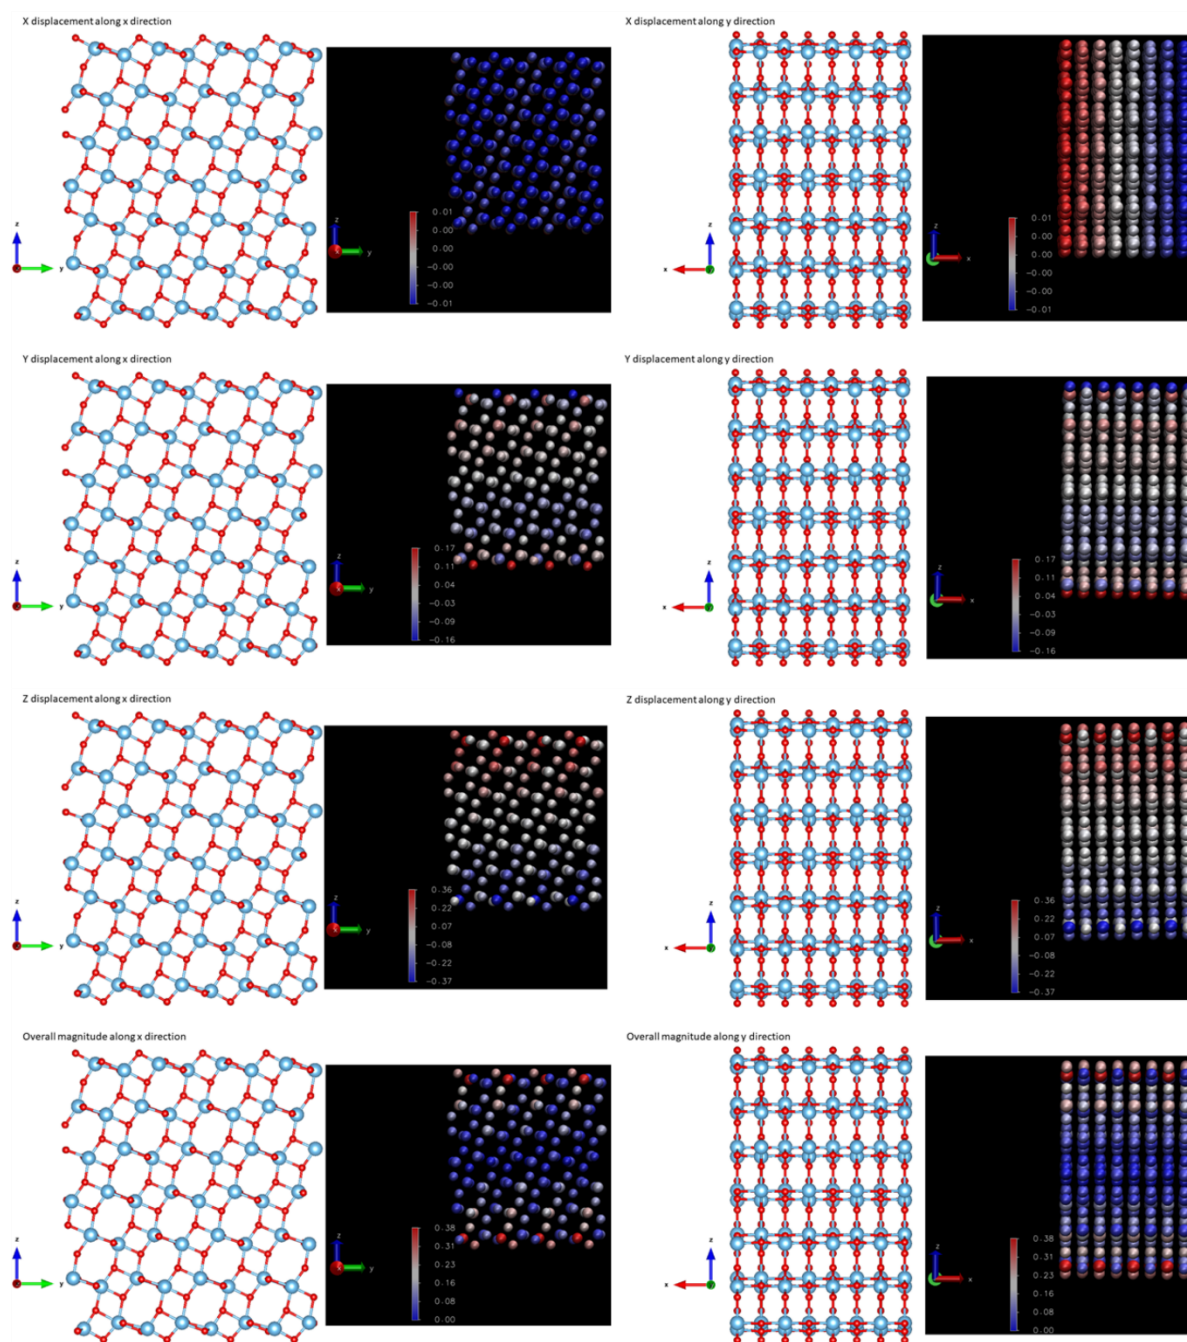 X displacement along x direction
X displacement along y direction
z
y
z
y
0.01
0.00
0.00
-0.00
-0.00
-0.01
z
x
z
x
0.01
0.00
0.00
-0.00
-0.00
-0.01
Y displacement along x direction
Y displacement along y direction
z
y
z
y
0.17
0.11
0.04
-0.03
-0.09
-0.16
z
x
z
x
0.17
0.11
0.04
-0.03
-0.09
-0.16
Z displacement along x direction
Z displacement along y direction
z
y
z
y
0.36
0.22
0.07
-0.08
-0.22
-0.37
z
x
z
x
0.36
0.22
0.07
-0.08
-0.22
-0.37
Overall magnitude along x direction
Overall magnitude along y direction
z
y
z
y
0.38
0.31
0.23
0.16
0.08
0.00
z
x
z
x
0.38
0.31
0.23
0.16
0.08
0.00